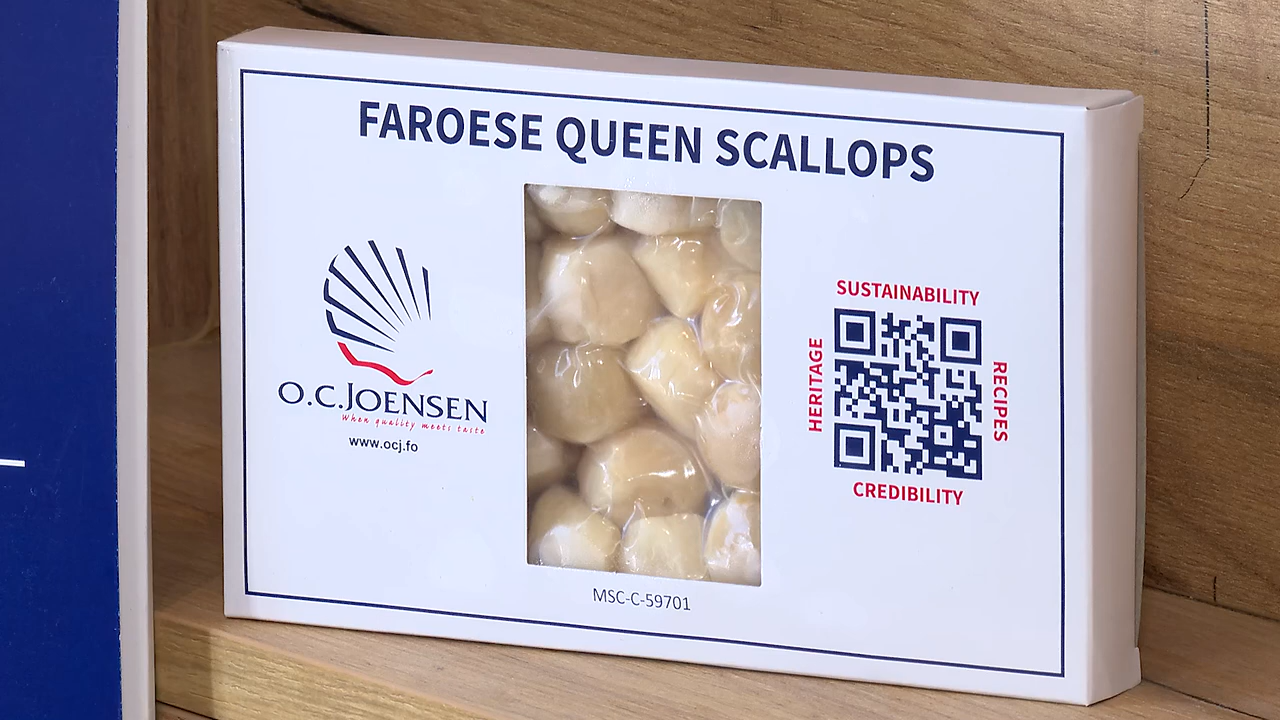 FAROESE QUEEN SCALLOPS
O.C.JOENSEN
When quality meets taste
www.ocj.fo
SUSTAINABILITY
HERITAGE
RECIPES
CREDIBILITY
MSC-C-59701